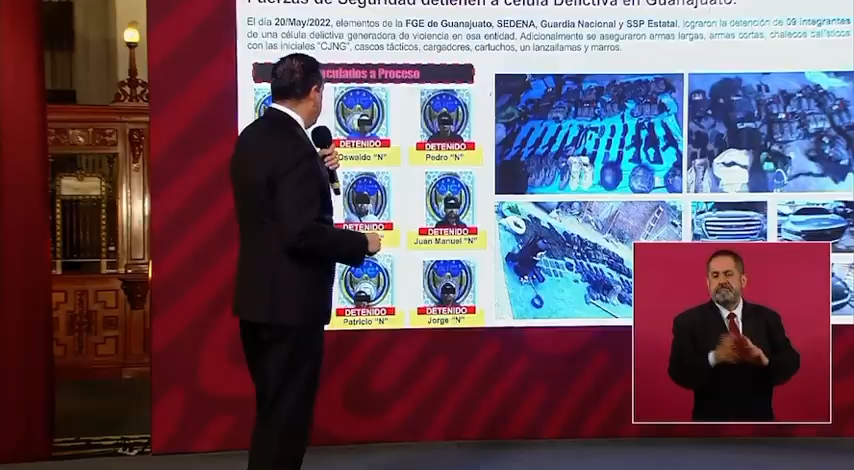 Fuerzas de Seguridad detienen a célula Delictiva en Guanajuato.
El día 20/May/2022, elementos de la FGE de Guanajuato, SEDENA, Guardia Nacional y SSP Estatal, lograron la detención de 09 integrantes
de una célula delictiva generadora de violencia en esa entidad. Adicionalmente se aseguraron armas largas, armas cortas, chalecos balísticos
con las iniciales "CJNG", cascos tácticos, cargadores, cartuchos, un lanzallamas y marros.
a Proceso
DETENIDO DETENIDO
Oswaldo "N" Pedro "N"
DETENIDO DETENIDO
Juan Manuel "N"
DETENIDO DETENIDO
Patricio "N" Jorge "N"